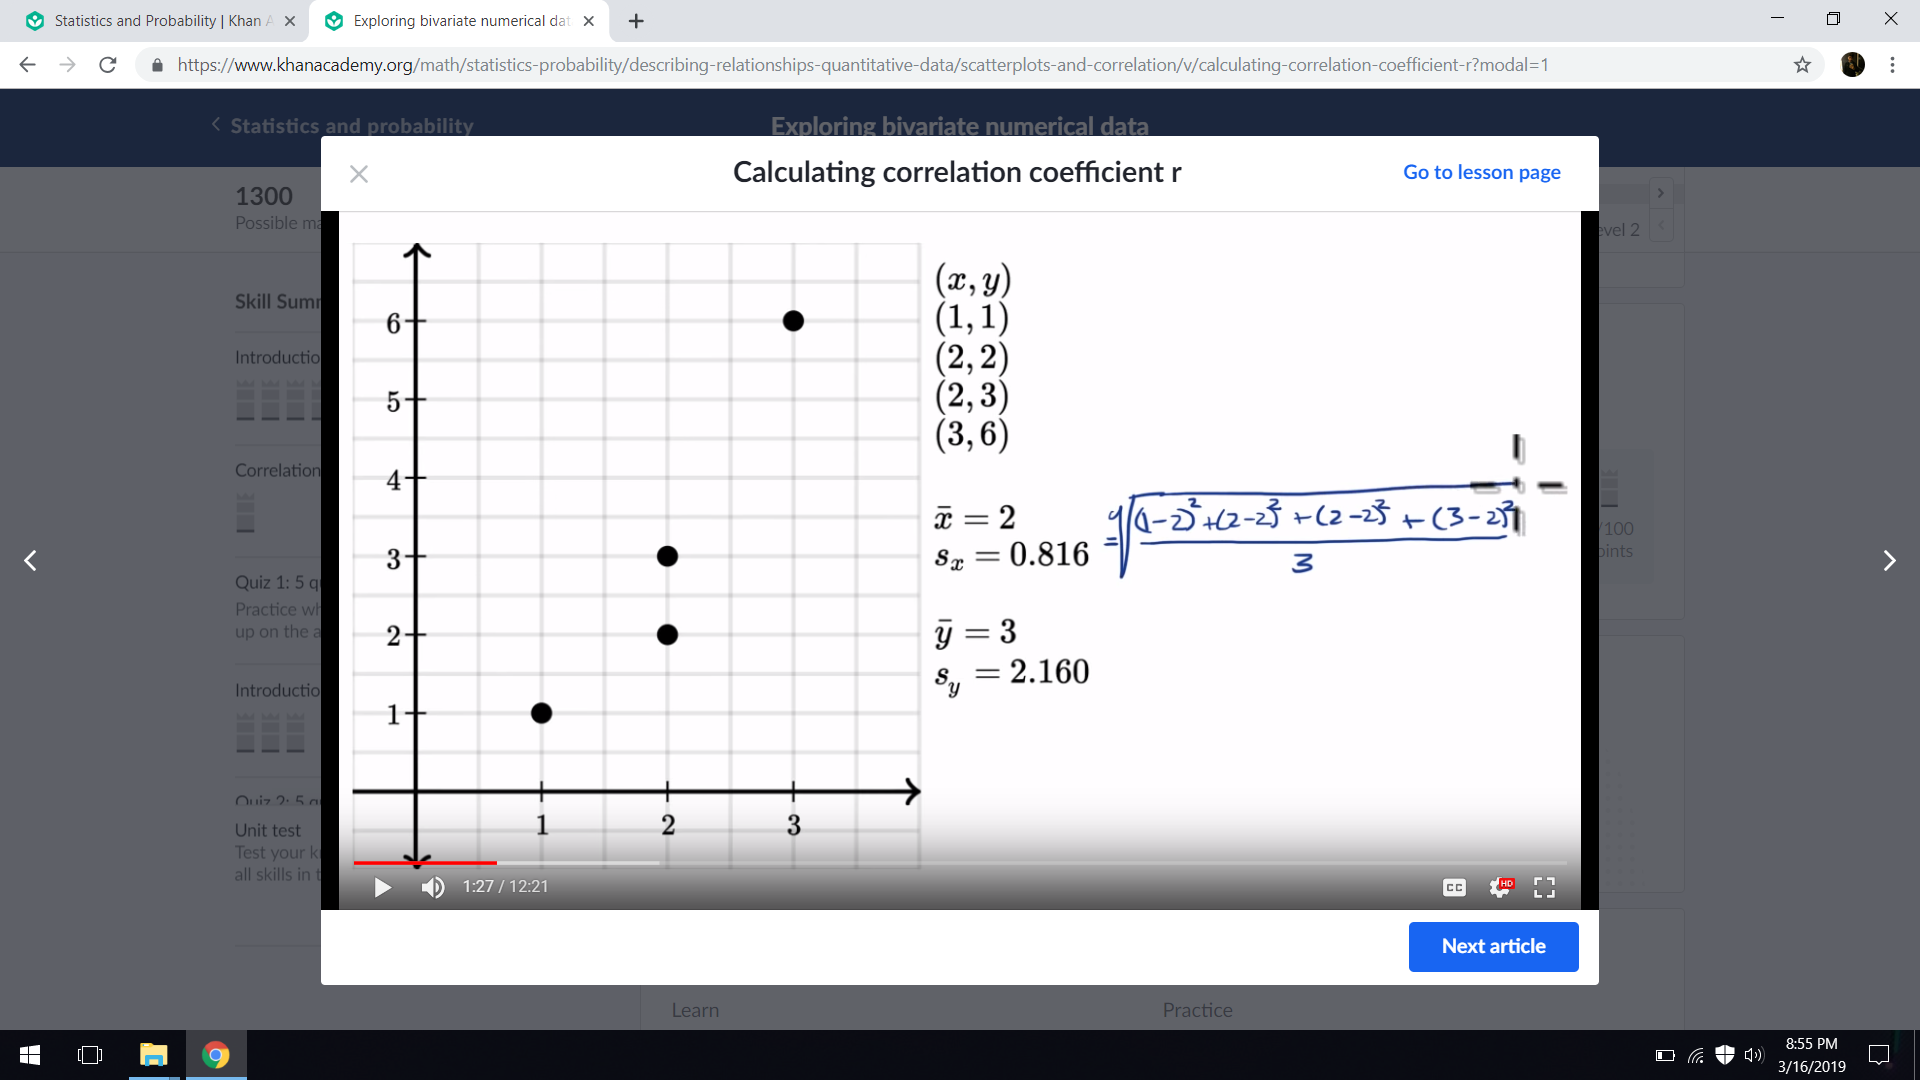 Statistics and Probability | Khan A
Exploring bivariate numerical dat
https://www.khanacademy.org/math/statistics-probability/describing-relationships-quantitative-data/scatterplots-and-correlation/v/calculating-correlation-coefficient-r?modal=1
Statistics and probability
Exploring bivariate numerical data
Calculating correlation coefficient r
Go to lesson page
1300
Possible ma
evel 2
Skill Summ
Introductio
Correlation
Quiz 1: 5 qu
Practice wh
up on the a
Introductio
Quiz 2: 5 qu
Unit test
Test your k
all skills in t
/100
oints
6
5
4
3
2
1
1 2 3
(x, y)
(1, 1)
(2, 2)
(2, 3)
(3, 6)
x̄ = 2
sₓ = 0.816 = √((1-2)² + (2-2)² + (2-2)² + (3-2)²
3
ȳ = 3
s_y = 2.160
1:27 / 12:21
CC
HD
Next article
Learn
Practice
8:55 PM
3/16/2019